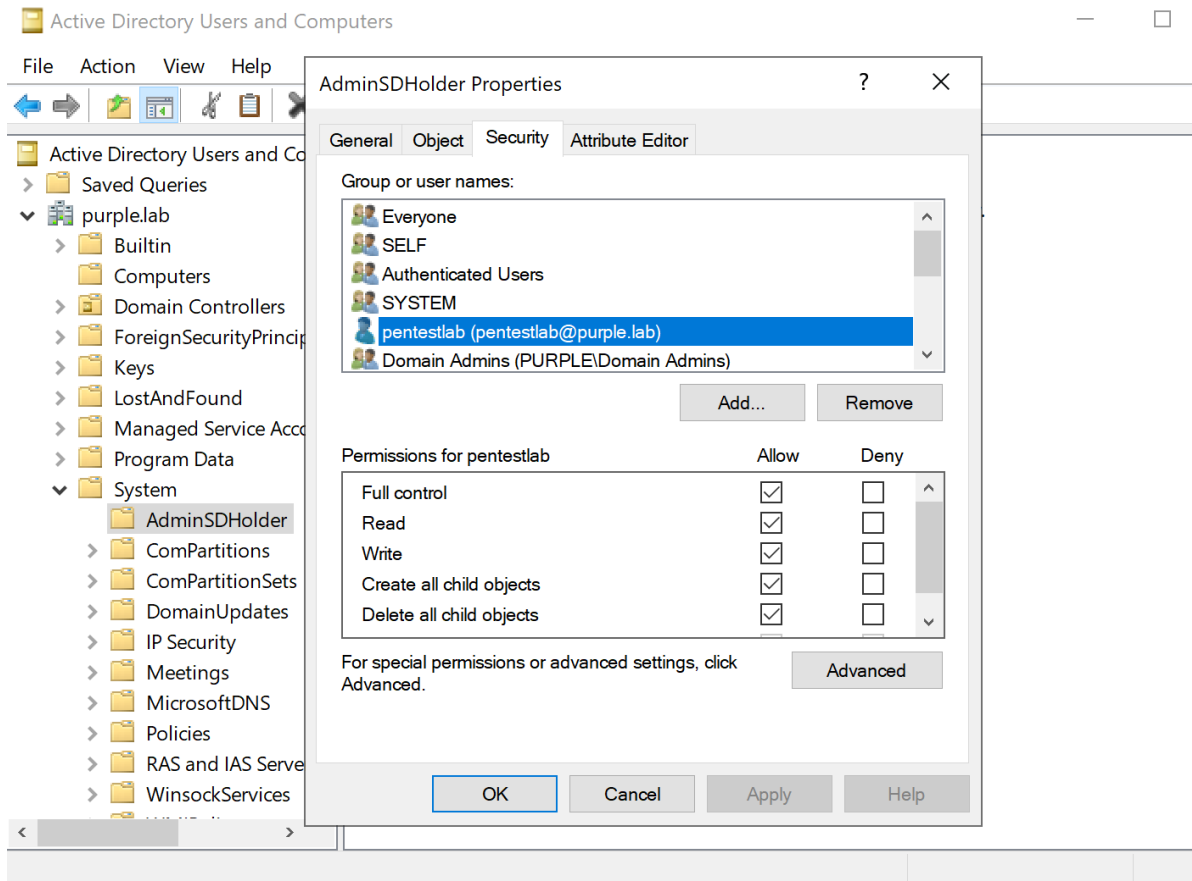 Active Directory Users and Computers
File Action View Help
AdminSDHolder Properties
?
General Object Security Attribute Editor
Active Directory Users and Co
Saved Queries
purple.lab
Builtin
Computers
Domain Controllers
ForeignSecurityPrincip
Keys
LostAndFound
Managed Service Acco
Program Data
System
AdminSDHolder
ComPartitions
ComPartitionSets
DomainUpdates
IP Security
Meetings
MicrosoftDNS
Policies
RAS and IAS Serve
WinsockServices
Group or user names:
Everyone
SELF
Authenticated Users
SYSTEM
pentestlab (pentestlab@purple.lab)
Domain Admins (PURPLE\Domain Admins)
Add... Remove
Permissions for pentestlab Allow Deny
Full control
Read
Write
Create all child objects
Delete all child objects
For special permissions or advanced settings, click
Advanced.
Advanced
OK Cancel Apply Help